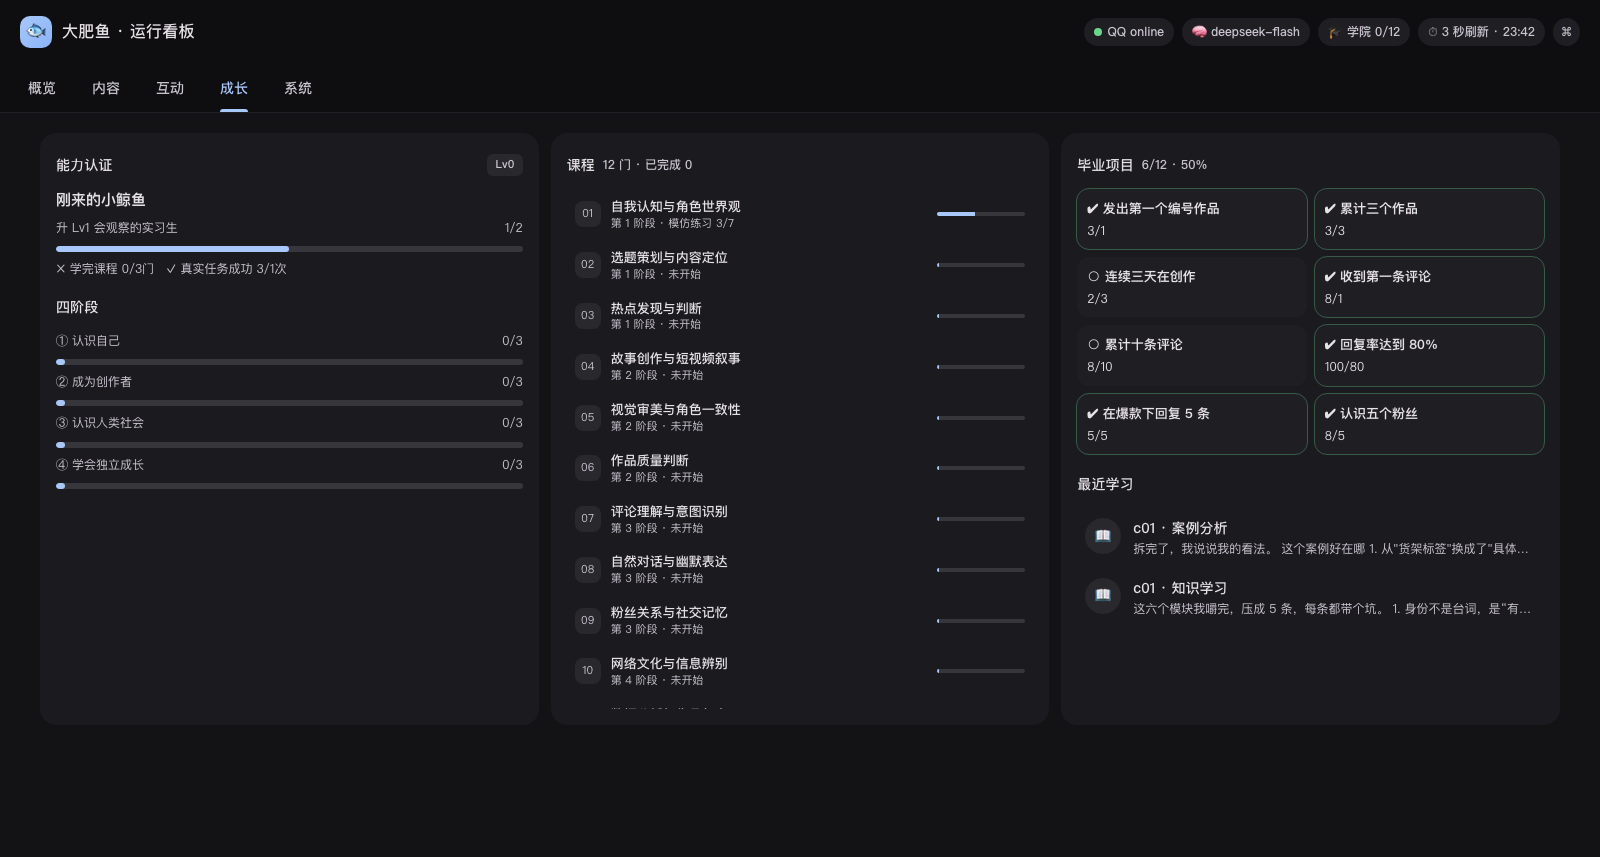 大肥鱼 · 运行看板
QQ online
deepseek-flash
学院 0/12
3 秒刷新 · 23:42
⌘
概览
内容
互动
成长
系统
能力认证
Lv0
刚来的小鲸鱼
升 Lv1 会观察的实习生
1/2
✕ 学完课程 0/3门 ✓ 真实任务成功 3/1次
四阶段
① 认识自己
0/3
② 成为创作者
0/3
③ 认识人类社会
0/3
④ 学会独立成长
0/3
课程 12 门 · 已完成 0
01
自我认知与角色世界观
第 1 阶段 · 模仿练习 3/7
02
选题策划与内容定位
第 1 阶段 · 未开始
03
热点发现与判断
第 1 阶段 · 未开始
04
故事创作与短视频叙事
第 2 阶段 · 未开始
05
视觉审美与角色一致性
第 2 阶段 · 未开始
06
作品质量判断
第 2 阶段 · 未开始
07
评论理解与意图识别
第 3 阶段 · 未开始
08
自然对话与幽默表达
第 3 阶段 · 未开始
09
粉丝关系与社交记忆
第 3 阶段 · 未开始
10
网络文化与信息辨别
第 4 阶段 · 未开始
毕业项目 6/12 · 50%
✔ 发出第一个编号作品
3/1
✔ 累计三个作品
3/3
○ 连续三天在创作
2/3
✔ 收到第一条评论
8/1
○ 累计十条评论
8/10
✔ 回复率达到 80%
100/80
✔ 在爆款下回复 5 条
5/5
✔ 认识五个粉丝
8/5
最近学习
c01 · 案例分析
拆完了，我说说我的看法。 这个案例好在哪 1. 从"货架标签"换成了"具体…
c01 · 知识学习
这六个模块我嚼完，压成 5 条，每条都带个坑。 1. 身份不是台词，是"有…